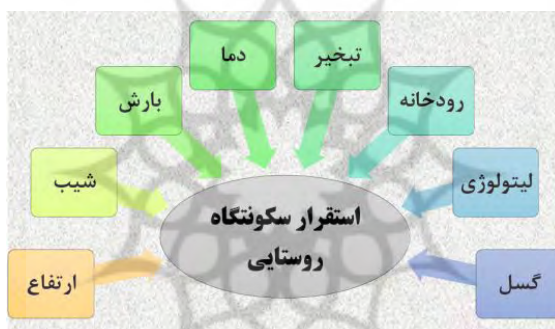 تبخیر
دما
رودخانه
بارش
لیتولوژی
شیب
استقرار سکونتگاه
روستایی
گسل
ارتفاع